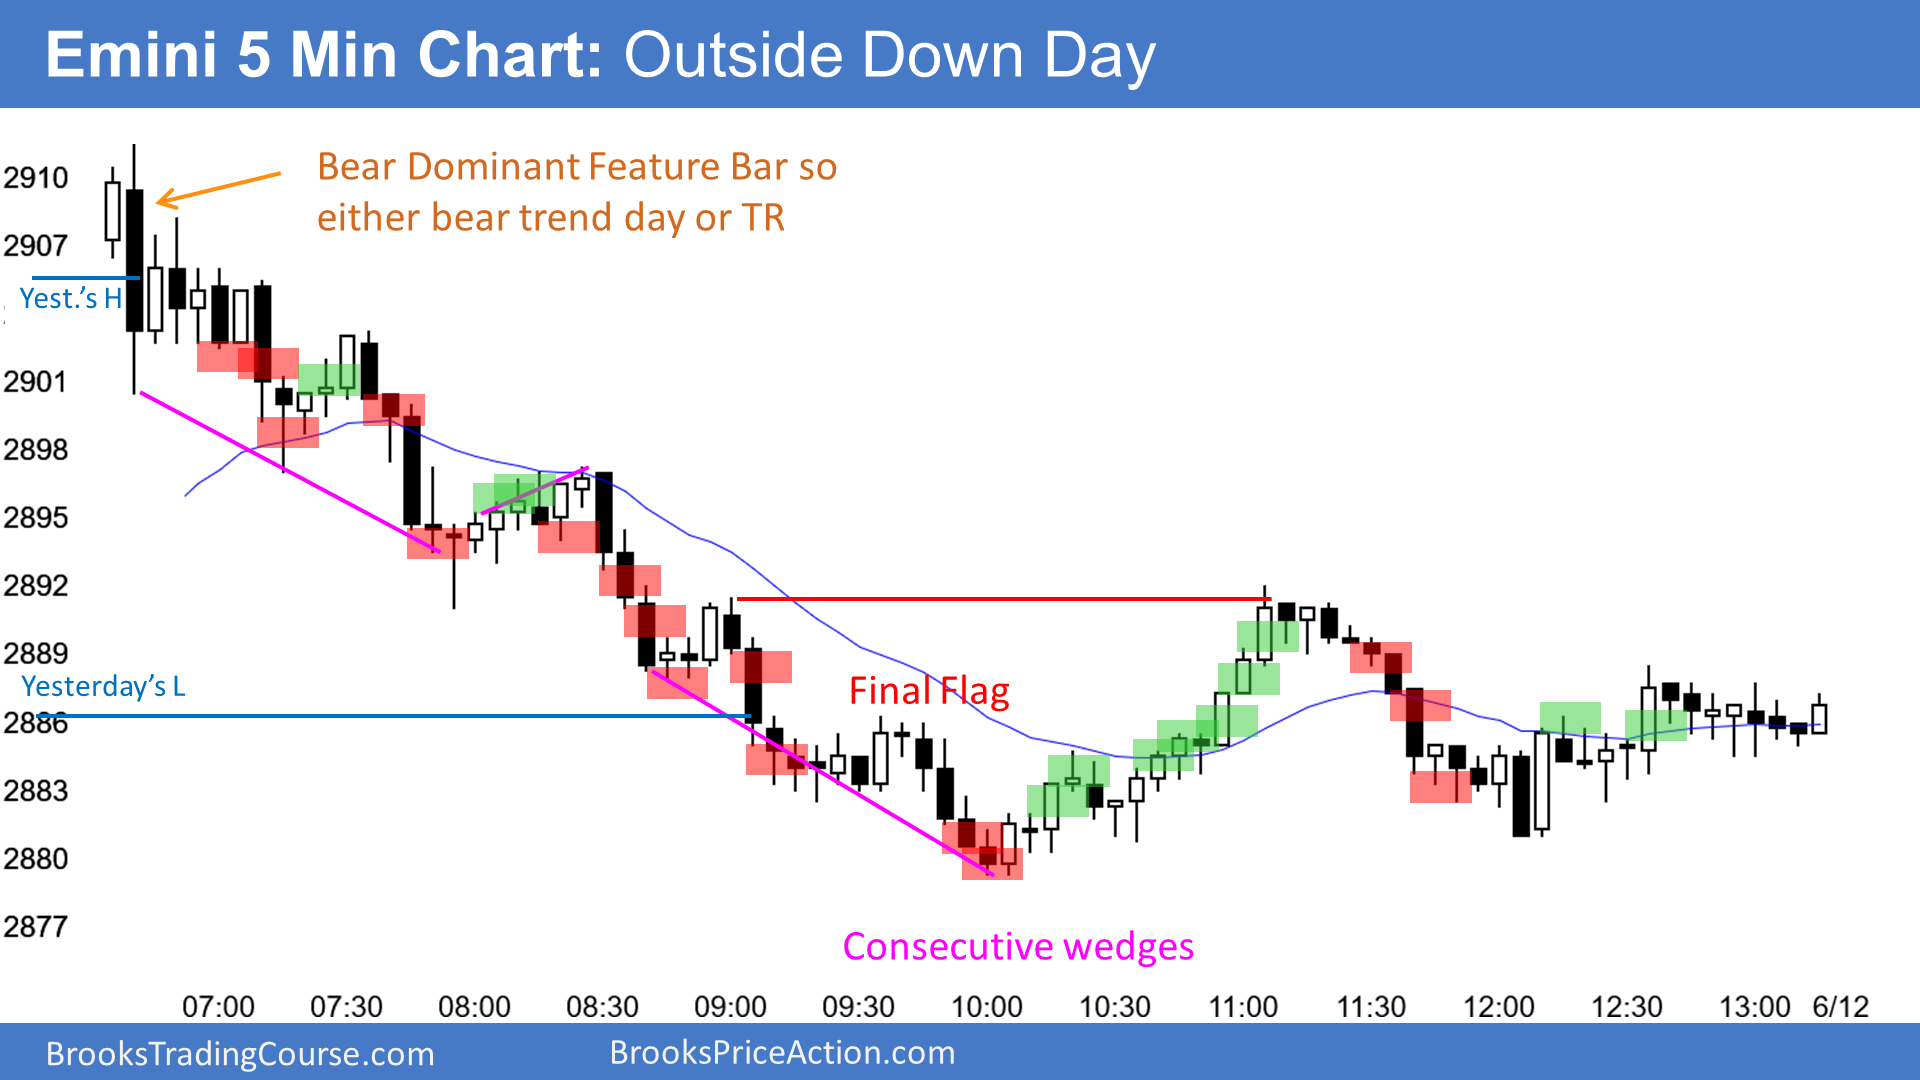 Emini 5 Min Chart: Outside Down Day
Bear Dominant Feature Bar so
either bear trend day or TR
2910
2907
Yest.'s H
2901
2898
2895
2892
2889
Yesterday's L
2886
2883
2880
2877
Final Flag
Consecutive wedges
07:00 07:30 08:00 08:30 09:00 09:30 10:00 10:30 11:00 11:30 12:00 12:30 13:00 6/12
BrooksTradingCourse.com BrooksPriceAction.com